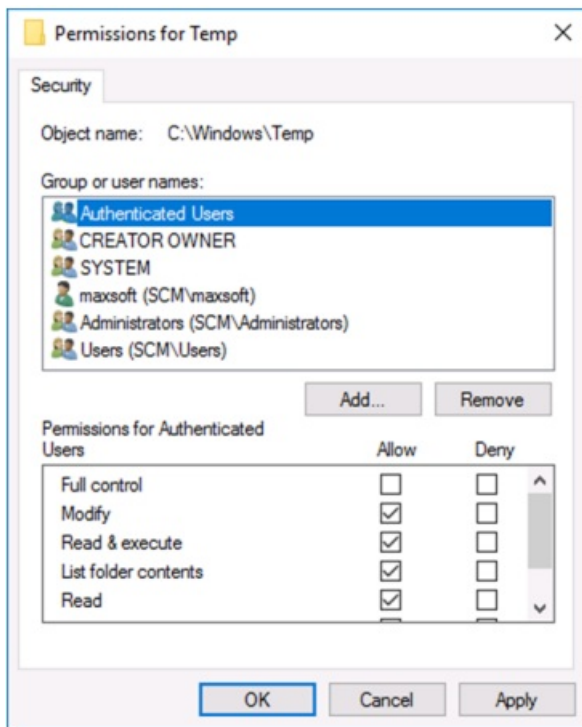 Permissions for Temp
Security
Object name: C:\Windows\Temp
Group or user names:
Authenticated Users
CREATOR OWNER
SYSTEM
maxsoft (SCM\maxsoft)
Administrators (SCM\Administrators)
Users (SCM\Users)
Add... Remove
Permissions for Authenticated
Users Allow Deny
Full control
Modify
Read & execute
List folder contents
Read
OK Cancel Apply